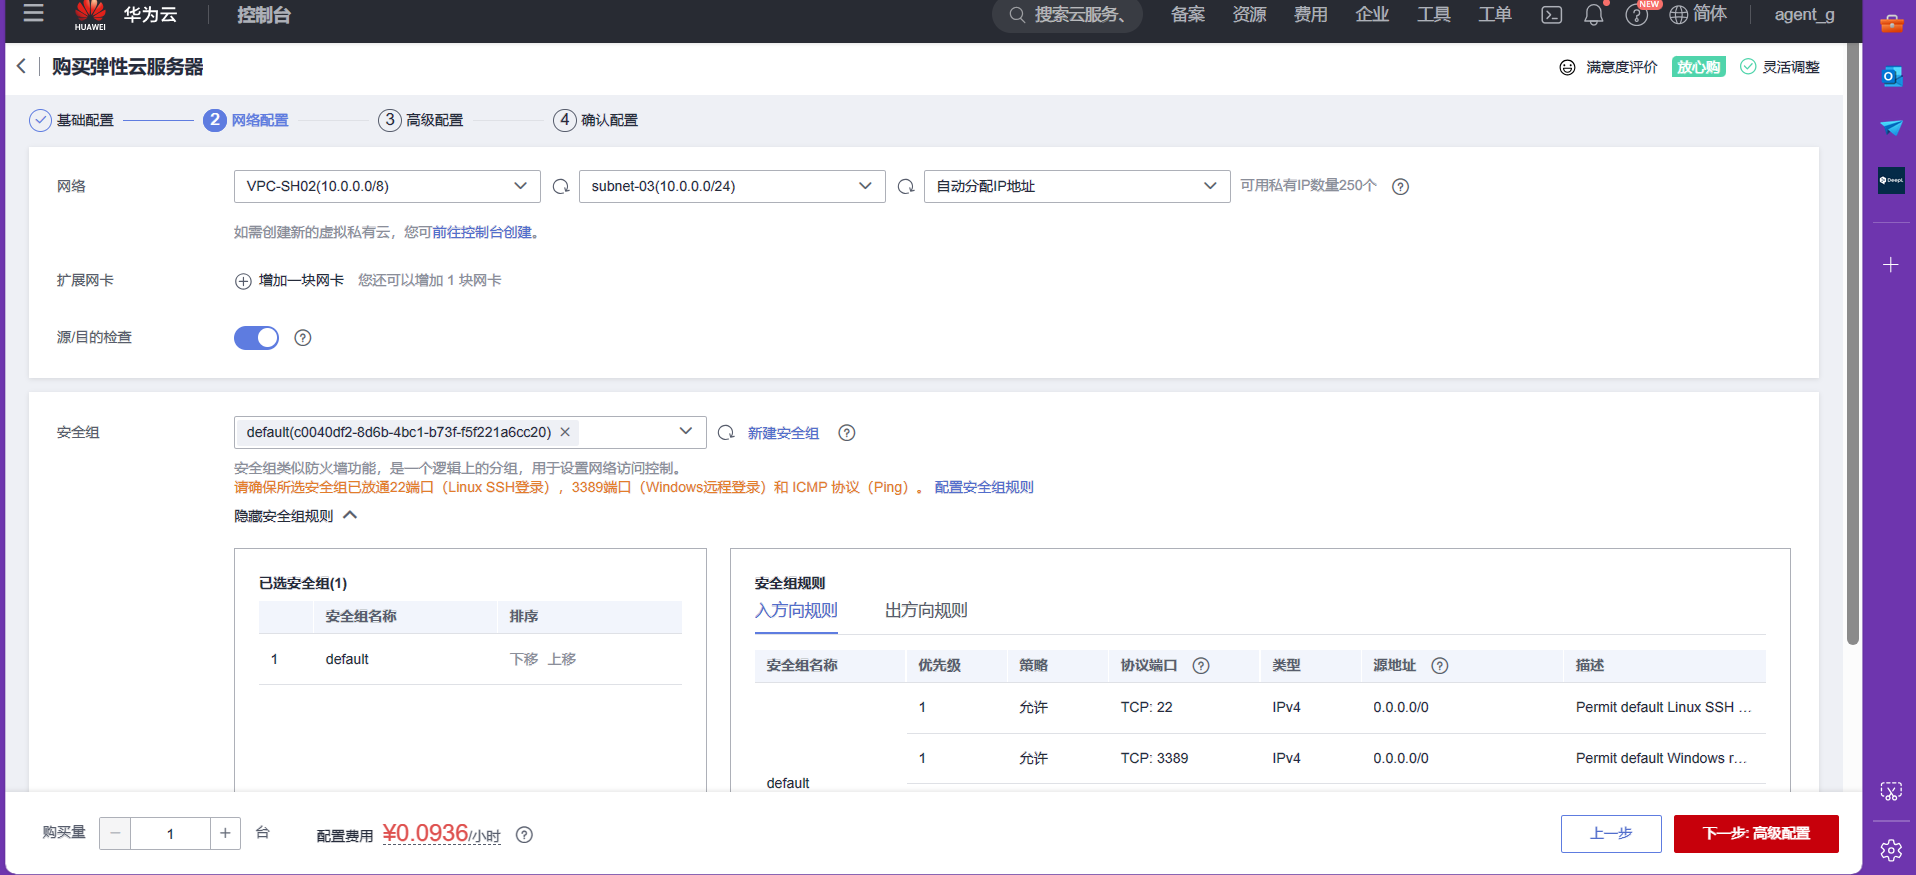 HUAWEI
华为云
控制台
搜索云服务、
备案
资源
费用
企业
工具
工单
NEW
简体
agent_g
购买弹性云服务器
满意度评价
放心购
灵活调整
基础配置
2 网络配置
3 高级配置
4 确认配置
网络
VPC-SH02(10.0.0.0/8)
subnet-03(10.0.0.0/24)
自动分配IP地址
可用私有IP数量250个
如需创建新的虚拟私有云，您可前往控制台创建。
扩展网卡
增加一块网卡
您还可以增加 1 块网卡
源/目的检查
安全组
default(c0040df2-8d6b-4bc1-b73f-f5f221a6cc20)
新建安全组
安全组类似防火墙功能，是一个逻辑上的分组，用于设置网络访问控制。
请确保所选安全组已放通22端口（Linux SSH登录），3389端口（Windows远程登录）和 ICMP 协议（Ping）。 配置安全组规则
隐藏安全组规则
已选安全组(1)
安全组名称 排序
1 default 下移 上移
安全组规则
入方向规则 出方向规则
安全组名称 优先级 策略 协议端口 类型 源地址 描述
1 允许 TCP: 22 IPv4 0.0.0.0/0 Permit default Linux SSH ...
1 允许 TCP: 3389 IPv4 0.0.0.0/0 Permit default Windows r...
default
购买量
1
台
配置费用 ¥0.0936/小时
上一步
下一步: 高级配置
DeepL